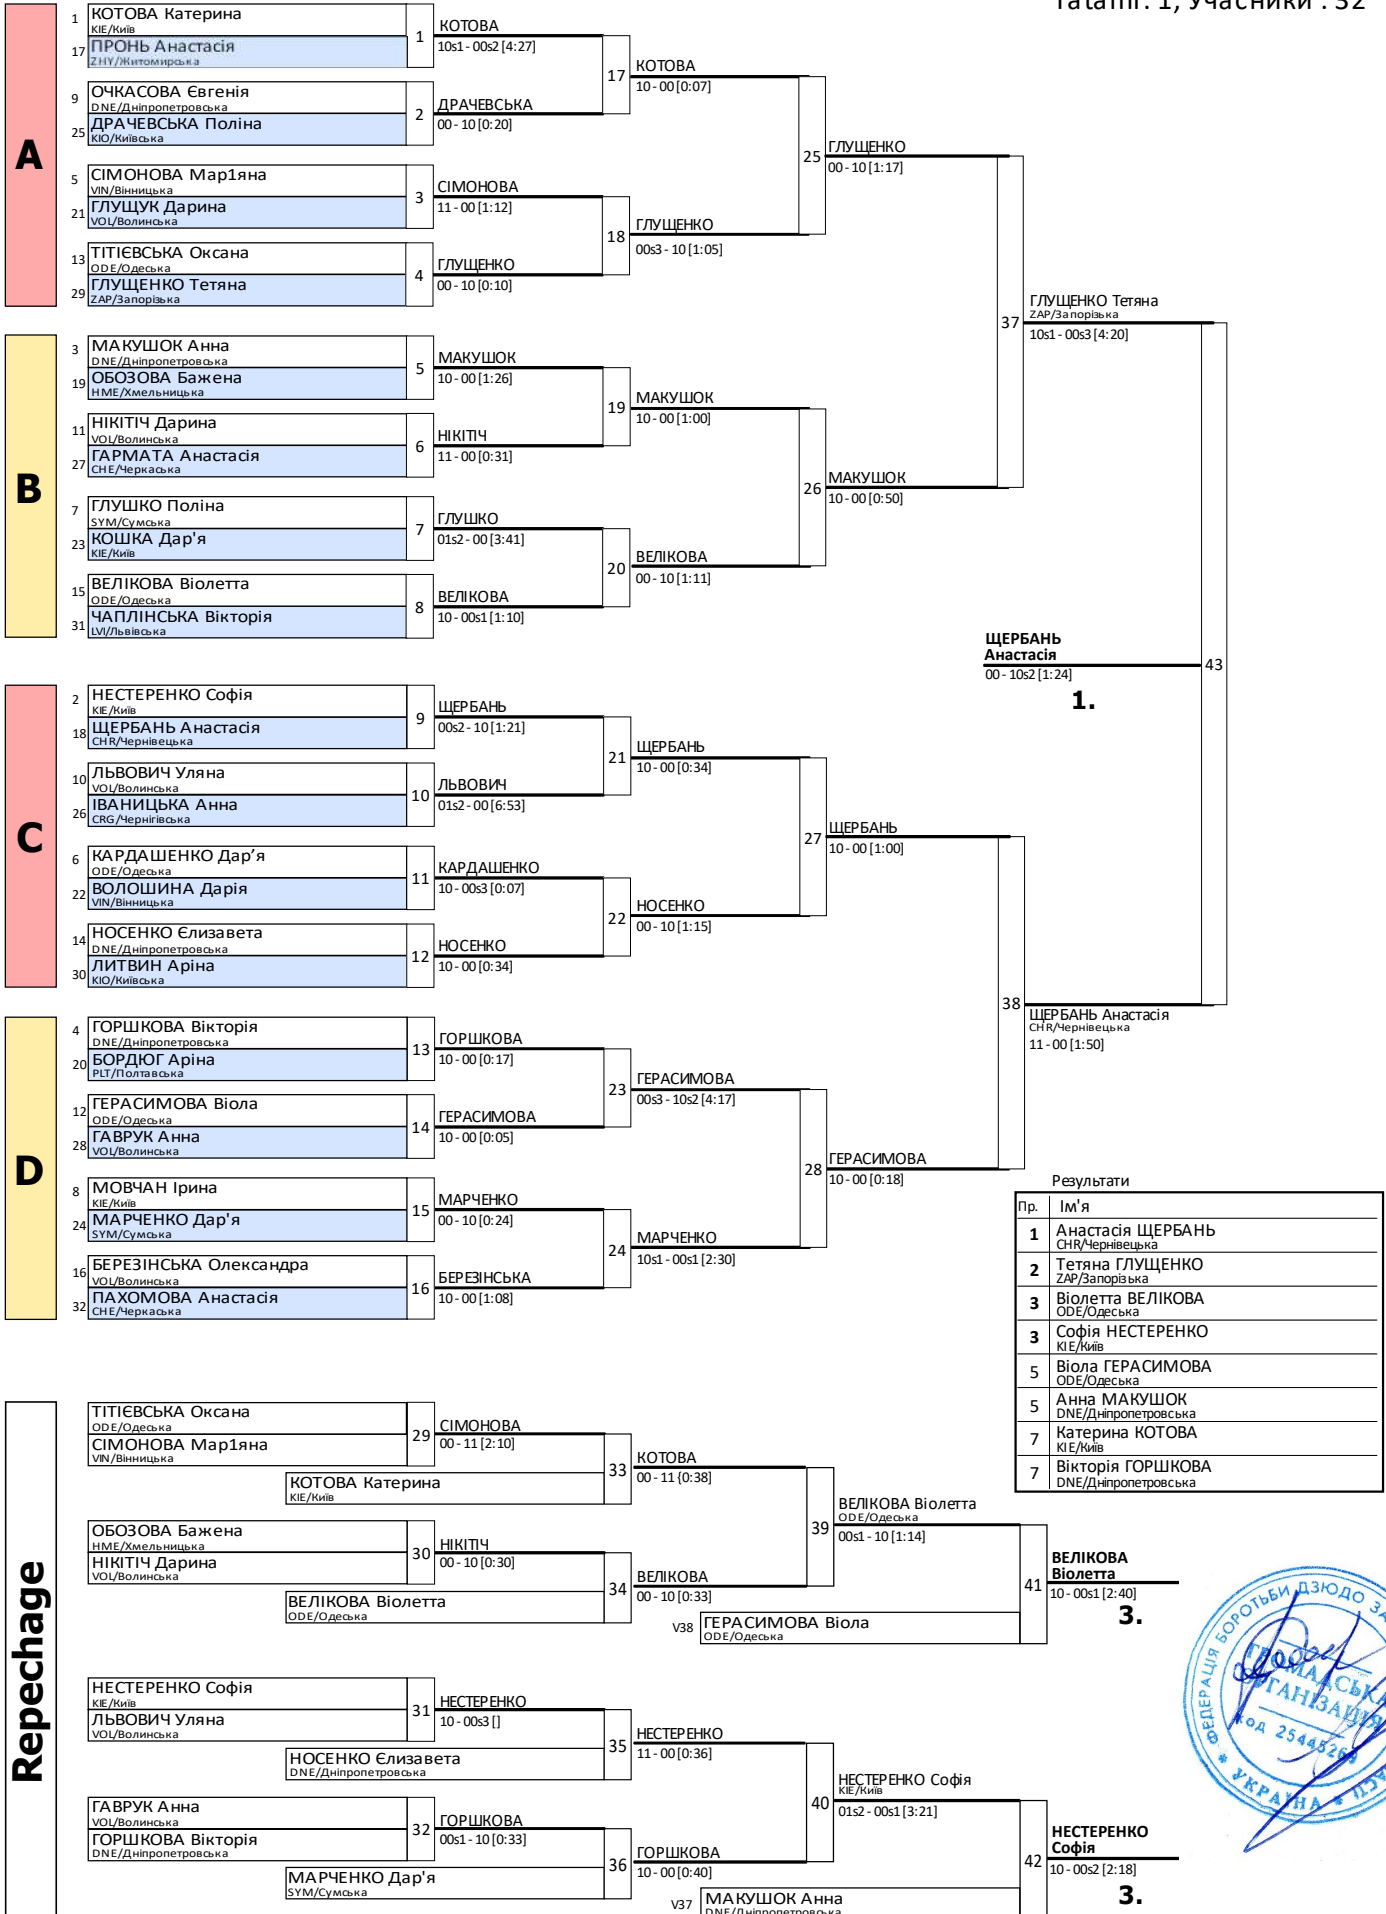 Tatami: 1, Учасники : 32
A
1 КОТОВА Катерина
KIE/Київ
17 ПРОНЬ Анастасія
ZHY/Житомирська
1
КОТОВА
10s1 - 00s2 [4:27]
9 ОЧКАСОВА Євгенія
DNE/Дніпропетровська
25 ДРАЧЕВСЬКА Поліна
KIO/Київська
2
ДРАЧЕВСЬКА
00 - 10 [0:20]
17
КОТОВА
10 - 00 [0:07]
5 СІМОНОВА Мар1яна
VIN/Вінницька
21 ГЛУЩУК Дарина
VOL/Волинська
3
СІМОНОВА
11 - 00 [1:12]
13 ТІТІЄВСЬКА Оксана
ODE/Одеська
29 ГЛУЩЕНКО Тетяна
ZAP/Запорізька
4
ГЛУЩЕНКО
00 - 10 [0:10]
18
ГЛУЩЕНКО
00s3 - 10 [1:05]
25
ГЛУЩЕНКО
00 - 10 [1:17]
B
3 МАКУШОК Анна
DNE/Дніпропетровська
19 ОБОЗОВА Бажена
HME/Хмельницька
5
МАКУШОК
10 - 00 [1:26]
11 НІКІТІЧ Дарина
VOL/Волинська
27 ГАРМАТА Анастасія
CHE/Черкаська
6
НІКІТІЧ
11 - 00 [0:31]
19
МАКУШОК
10 - 00 [1:00]
7 ГЛУШКО Поліна
SYM/Сумська
23 КОШКА Дар'я
KIE/Київ
7
ГЛУШКО
01s2 - 00 [3:41]
15 ВЕЛІКОВА Віолетта
ODE/Одеська
31 ЧАПЛІНСЬКА Вікторія
LVI/Львівська
8
ВЕЛІКОВА
10 - 00s1 [1:10]
20
ВЕЛІКОВА
00 - 10 [1:11]
26
МАКУШОК
10 - 00 [0:50]
37
ГЛУЩЕНКО Тетяна
ZAP/Запорізька
10s1 - 00s3 [4:20]
ЩЕРБАНЬ
Анастасія
00 - 10s2 [1:24]
1.
43
C
2 НЕСТЕРЕНКО Софія
KIE/Київ
18 ЩЕРБАНЬ Анастасія
CHR/Чернівецька
9
ЩЕРБАНЬ
00s2 - 10 [1:21]
10 ЛЬВОВИЧ Уляна
VOL/Волинська
26 ІВАНИЦЬКА Анна
CRG/Чернігівська
10
ЛЬВОВИЧ
01s2 - 00 [6:53]
21
ЩЕРБАНЬ
10 - 00 [0:34]
6 КАРДАШЕНКО Дар’я
ODE/Одеська
22 ВОЛОШИНА Дарія
VIN/Вінницька
11
КАРДАШЕНКО
10 - 00s3 [0:07]
14 НОСЕНКО Єлизавета
DNE/Дніпропетровська
30 ЛИТВИН Аріна
KIO/Київська
12
НОСЕНКО
10 - 00 [0:34]
22
НОСЕНКО
00 - 10 [1:15]
27
ЩЕРБАНЬ
10 - 00 [1:00]
D
4 ГОРШКОВА Вікторія
DNE/Дніпропетровська
20 БОРДЮГ Аріна
PLT/Полтавська
13
ГОРШКОВА
10 - 00 [0:17]
12 ГЕРАСИМОВА Віола
ODE/Одеська
28 ГАВРУК Анна
VOL/Волинська
14
ГЕРАСИМОВА
10 - 00 [0:05]
23
ГЕРАСИМОВА
00s3 - 10s2 [4:17]
8 МОВЧАН Ірина
KIE/Київ
24 МАРЧЕНКО Дар'я
SYM/Сумська
15
МАРЧЕНКО
00 - 10 [0:24]
16 БЕРЕЗІНСЬКА Олександра
VOL/Волинська
32 ПАХОМОВА Анастасія
CHE/Черкаська
16
БЕРЕЗІНСЬКА
10 - 00 [1:08]
24
МАРЧЕНКО
10s1 - 00s1 [2:30]
28
ГЕРАСИМОВА
10 - 00 [0:18]
38
ЩЕРБАНЬ Анастасія
CHR/Чернівецька
11 - 00 [1:50]
Результати
Пр. Ім'я
1 Анастасія ЩЕРБАНЬ
CHR/Чернівецька
2 Тетяна ГЛУЩЕНКО
ZAP/Запорізька
3 Віолетта ВЕЛІКОВА
ODE/Одеська
3 Софія НЕСТЕРЕНКО
KIE/Київ
5 Віола ГЕРАСИМОВА
ODE/Одеська
5 Анна МАКУШОК
DNE/Дніпропетровська
7 Катерина КОТОВА
KIE/Київ
7 Вікторія ГОРШКОВА
DNE/Дніпропетровська
Repechage
ТІТІЄВСЬКА Оксана
ODE/Одеська
СІМОНОВА Мар1яна
VIN/Вінницька
29
СІМОНОВА
00 - 11 [2:10]
КОТОВА Катерина
KIE/Київ
33
КОТОВА
00 - 11 {0:38]
ОБОЗОВА Бажена
HME/Хмельницька
НІКІТІЧ Дарина
VOL/Волинська
30
НІКІТІЧ
00 - 10 [0:30]
ВЕЛІКОВА Віолетта
ODE/Одеська
34
ВЕЛІКОВА
00 - 10 [0:33]
39
ВЕЛІКОВА Віолетта
ODE/Одеська
00s1 - 10 [1:14]
V38 ГЕРАСИМОВА Віола
ODE/Одеська
41
ВЕЛІКОВА
Віолетта
10 - 00s1 [2:40]
3.
НЕСТЕРЕНКО Софія
KIE/Київ
ЛЬВОВИЧ Уляна
VOL/Волинська
31
НЕСТЕРЕНКО
10 - 00s3 []
НОСЕНКО Єлизавета
DNE/Дніпропетровська
35
НЕСТЕРЕНКО
11 - 00 [0:36]
ГАВРУК Анна
VOL/Волинська
ГОРШКОВА Вікторія
DNE/Дніпропетровська
32
ГОРШКОВА
00s1 - 10 [0:33]
МАРЧЕНКО Дар'я
SYM/Сумська
36
ГОРШКОВА
10 - 00 [0:40]
40
НЕСТЕРЕНКО Софія
KIE/Київ
01s2 - 00s1 [3:21]
V37 МАКУШОК Анна
DNE/Дніпропетровська
42
НЕСТЕРЕНКО
Софія
10 - 00s2 [2:18]
3.
ФЕДЕРАЦІЯ БОРОТЬБИ ДЗЮДО
ГРОМАДСЬКА
ОРГАНІЗАЦІЯ
код 25445269
* УКРАЇНА *